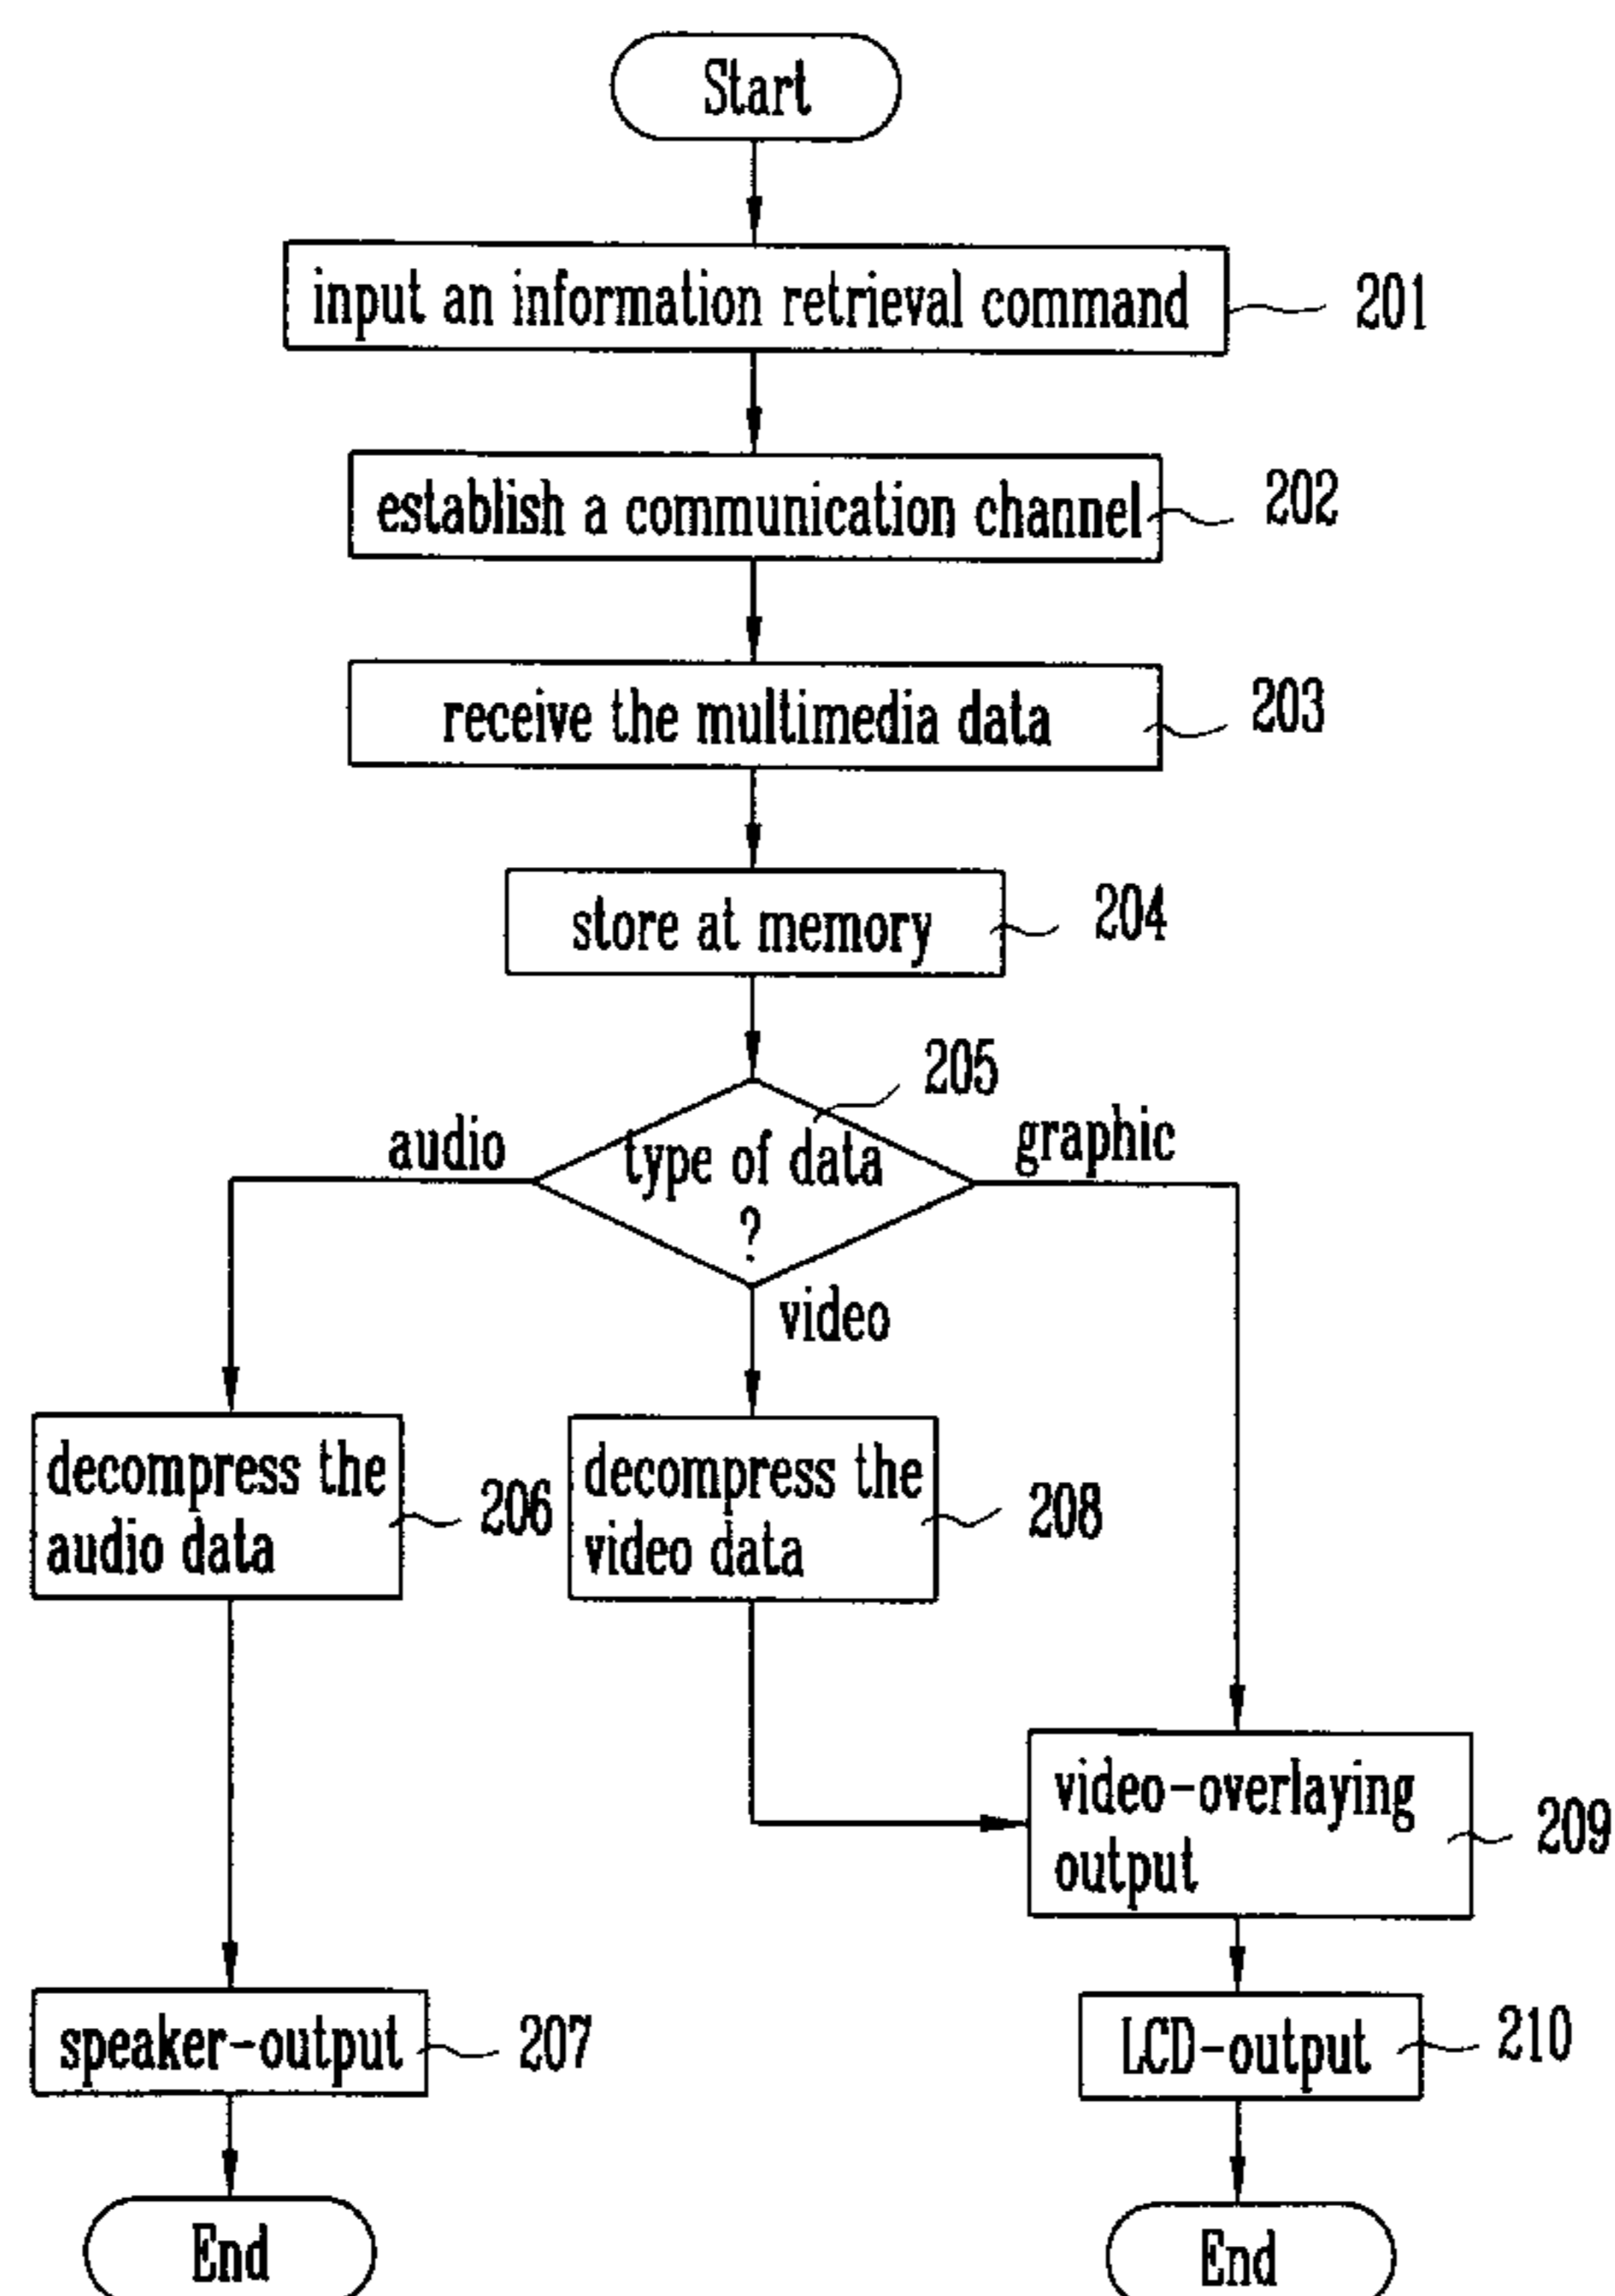 Start
input an information retrieval command
201
establish a communication channel
202
receive the multimedia data
203
store at memory
204
205
type of data
?
audio
graphic
video
decompress the
audio data
206
decompress the
video data
208
video-overlaying
output
209
speaker-output
207
LCD-output
210
End
End